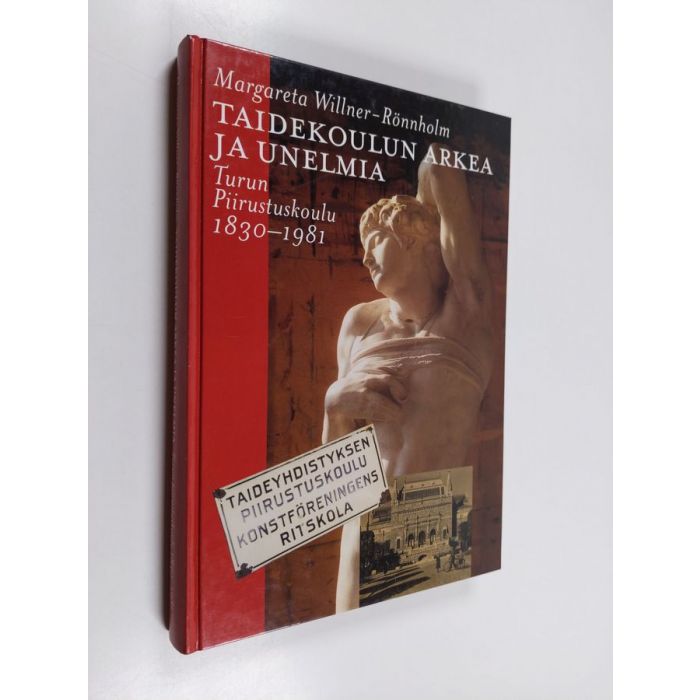 Margareta Willner-Rönnholm
TAIDEKOULUN ARKEA
JA UNELMIA
Turun
Piirustuskoulu
1830–1981
TAIDEYHDISTYKSEN
PIIRUSTUSKOULU
KONSTFÖRENINGENS
RITSKOLA